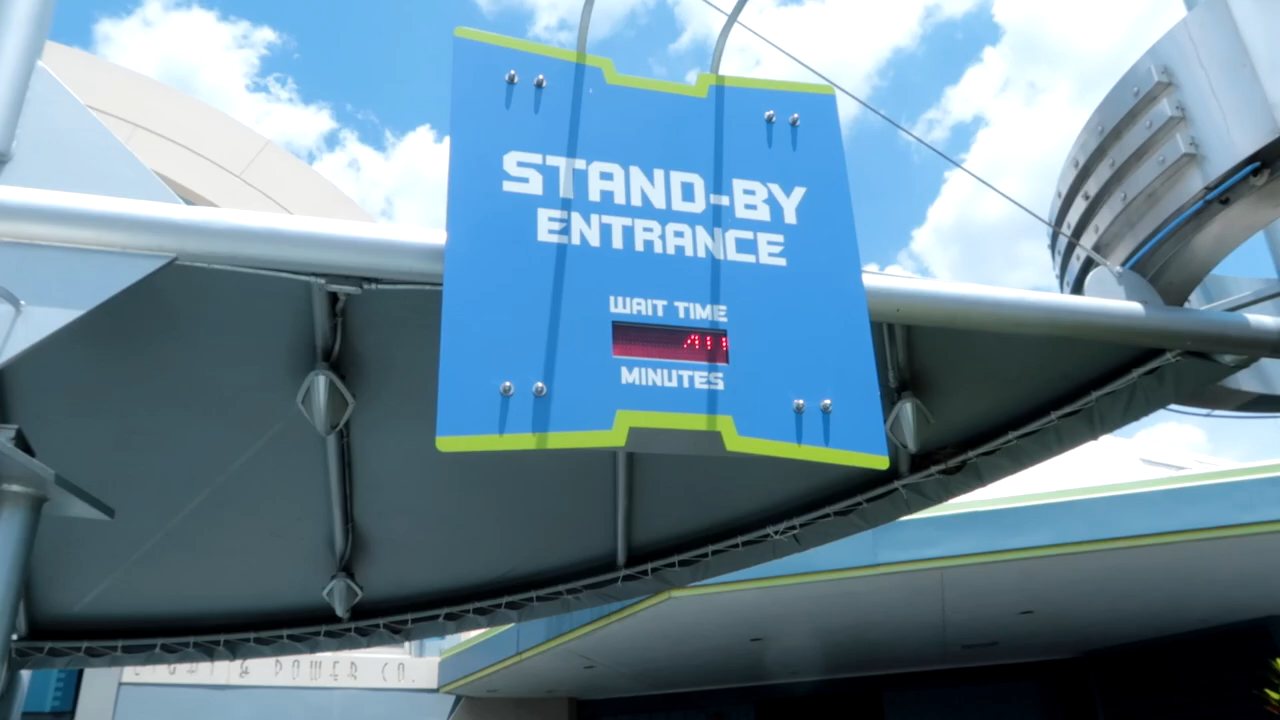 STAND-BY
ENTRANCE
WAIT TIME
MINUTES
& POWER CO.